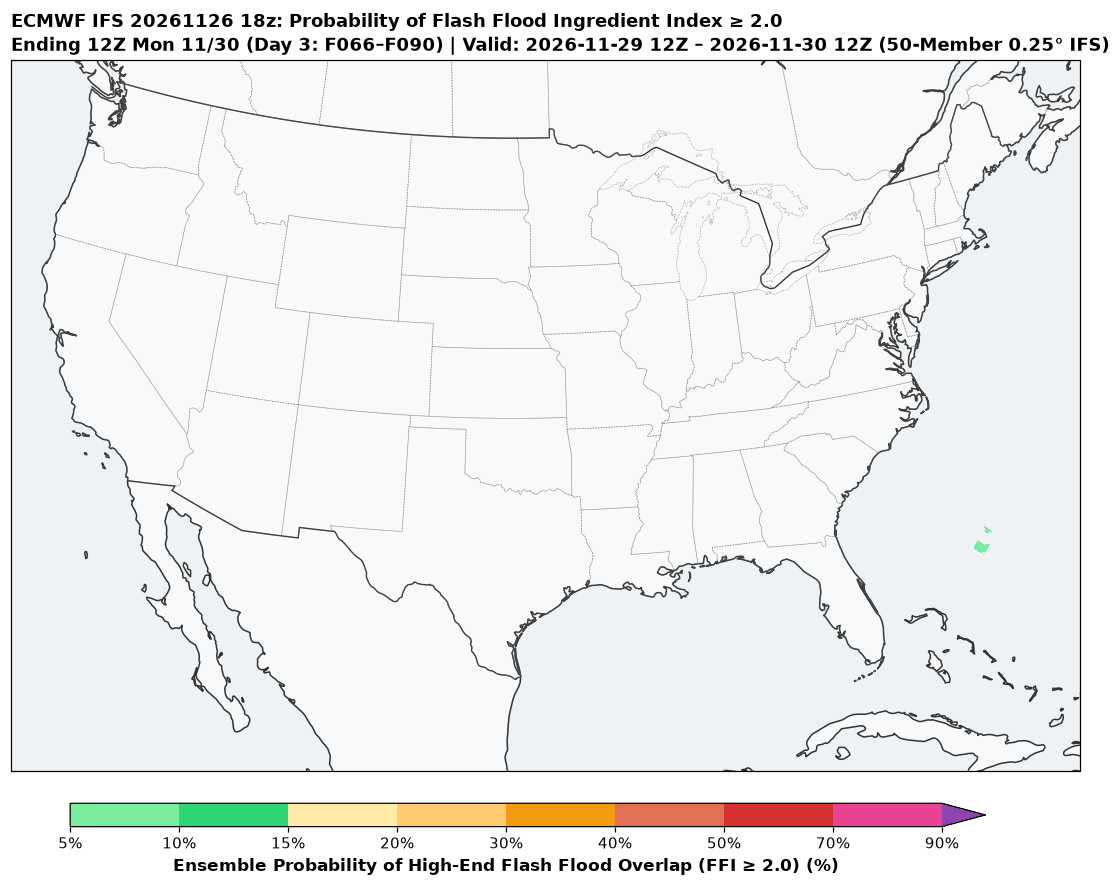 ECMWF IFS 20261126 18z: Probability of Flash Flood Ingredient Index ≥ 2.0
Ending 12Z Mon 11/30 (Day 3: F066–F090) | Valid: 2026-11-29 12Z – 2026-11-30 12Z (50-Member 0.25° IFS)
5% 10% 15% 20% 30% 40% 50% 70% 90%
Ensemble Probability of High-End Flash Flood Overlap (FFI ≥ 2.0) (%)